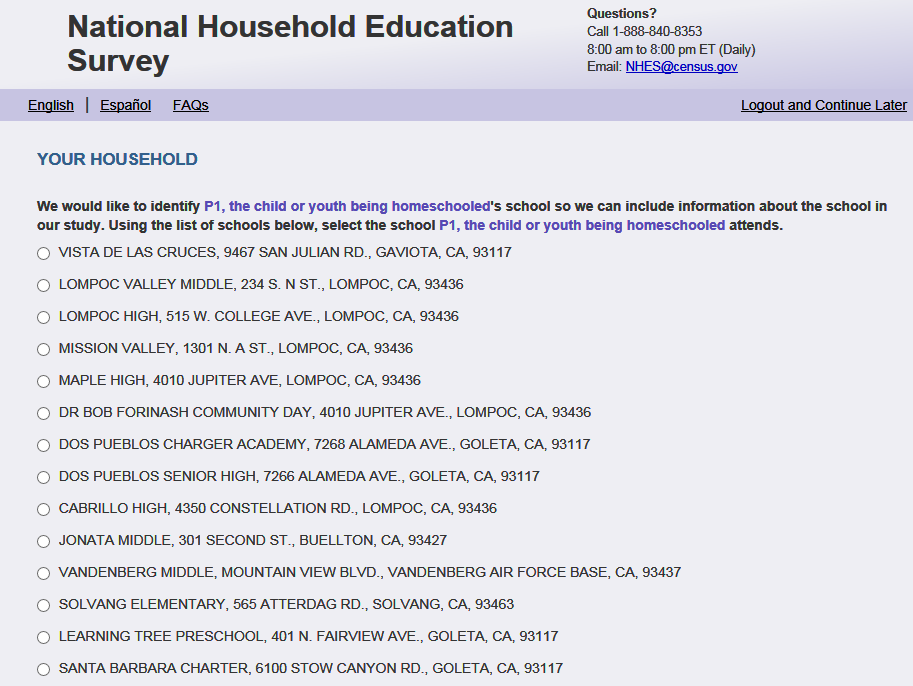 National Household Education
Survey
Questions?
Call 1-888-840-8353
8:00 am to 8:00 pm ET (Daily)
Email: NHES@census.gov
English | Español FAQs Logout and Continue Later
YOUR HOUSEHOLD
We would like to identify P1, the child or youth being homeschooled's school so we can include information about the school in
our study. Using the list of schools below, select the school P1, the child or youth being homeschooled attends.
VISTA DE LAS CRUCES, 9467 SAN JULIAN RD., GAVIOTA, CA, 93117
LOMPOC VALLEY MIDDLE, 234 S. N ST., LOMPOC, CA, 93436
LOMPOC HIGH, 515 W. COLLEGE AVE., LOMPOC, CA, 93436
MISSION VALLEY, 1301 N. A ST., LOMPOC, CA, 93436
MAPLE HIGH, 4010 JUPITER AVE, LOMPOC, CA, 93436
DR BOB FORINASH COMMUNITY DAY, 4010 JUPITER AVE., LOMPOC, CA, 93436
DOS PUEBLOS CHARGER ACADEMY, 7268 ALAMEDA AVE., GOLETA, CA, 93117
DOS PUEBLOS SENIOR HIGH, 7266 ALAMEDA AVE., GOLETA, CA, 93117
CABRILLO HIGH, 4350 CONSTELLATION RD., LOMPOC, CA, 93436
JONATA MIDDLE, 301 SECOND ST., BUELLTON, CA, 93427
VANDENBERG MIDDLE, MOUNTAIN VIEW BLVD., VANDENBERG AIR FORCE BASE, CA, 93437
SOLVANG ELEMENTARY, 565 ATTERDAG RD., SOLVANG, CA, 93463
LEARNING TREE PRESCHOOL, 401 N. FAIRVIEW AVE., GOLETA, CA, 93117
SANTA BARBARA CHARTER, 6100 STOW CANYON RD., GOLETA, CA, 93117